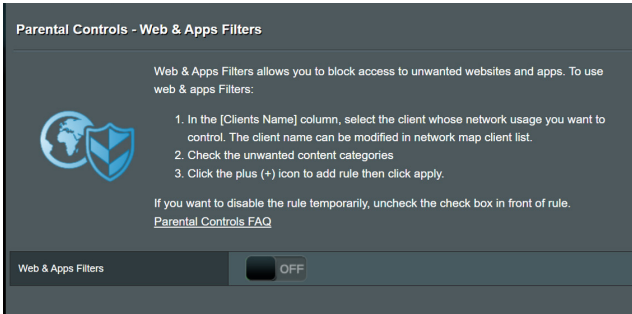 Parental Controls - Web & Apps Filters
Web & Apps Filters allows you to block access to unwanted websites and apps. To use
web & apps Filters:
1. In the [Clients Name] column, select the client whose network usage you want to
control. The client name can be modified in network map client list.
2. Check the unwanted content categories
3. Click the plus (+) icon to add rule then click apply.
If you want to disable the rule temporarily, uncheck the check box in front of rule.
Parental Controls FAQ
Web & Apps Filters OFF